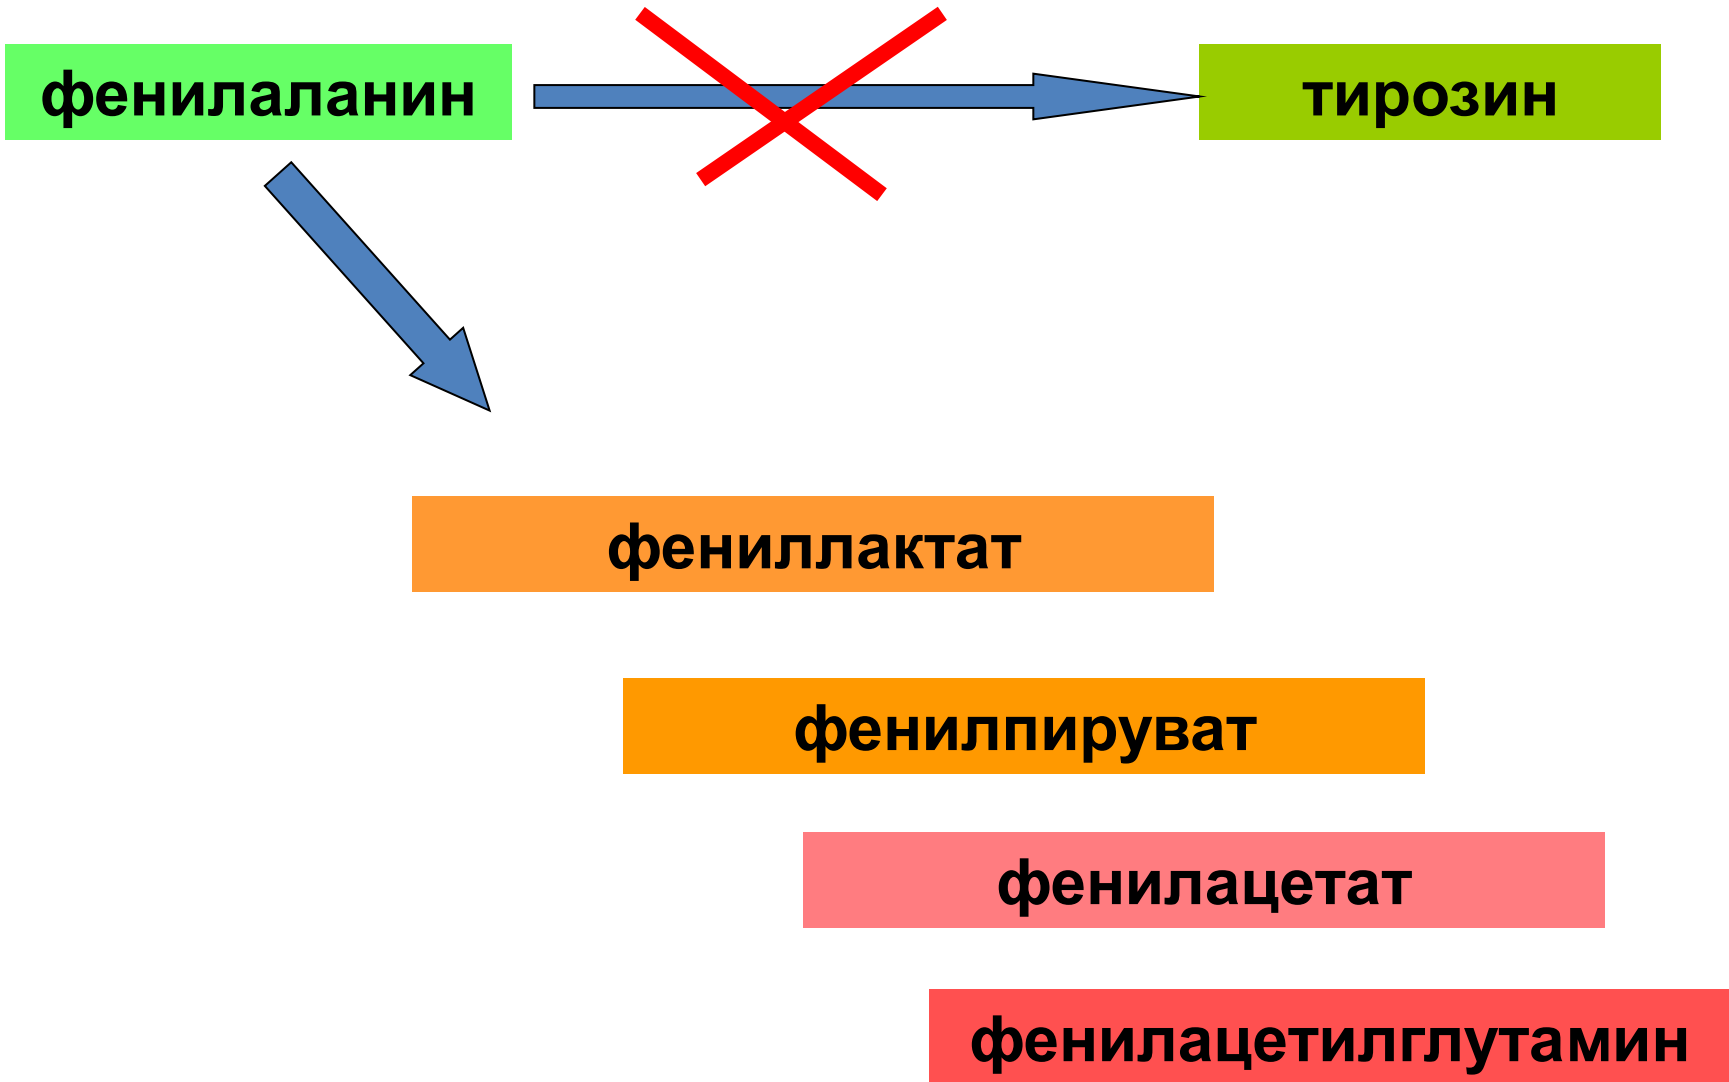 фенилаланин
тирозин
фениллактат
фенилпируват
фенилацетат
фенилацетилглутамин